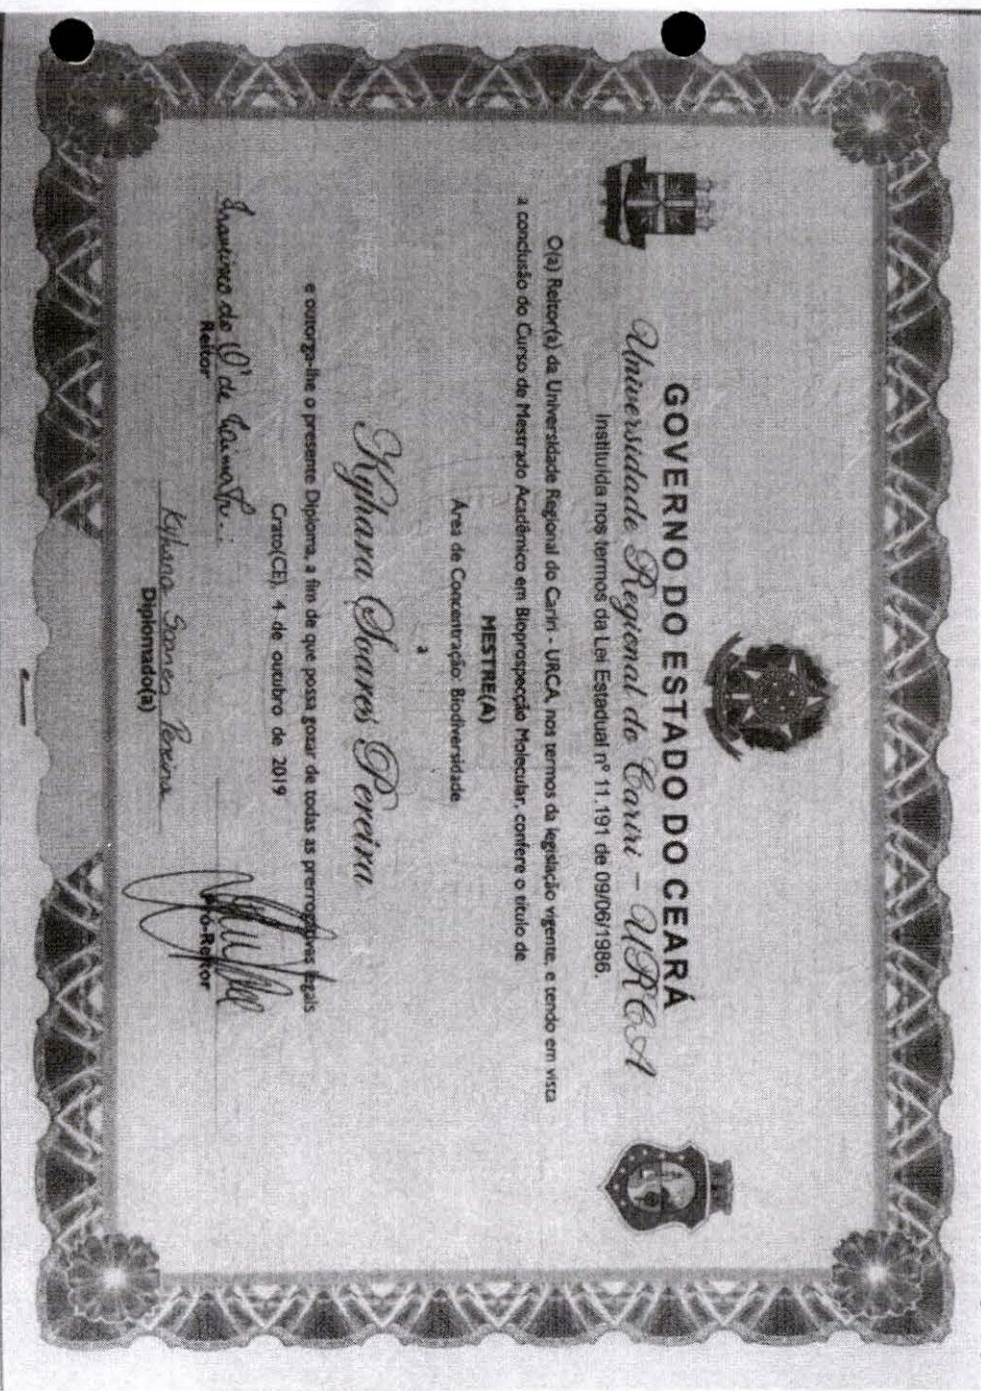 GOVERNO DO ESTADO DO CEARÁ
Universidade Regional do Cariri – URCA
Instituída nos termos da Lei Estadual nº 11.191 de 09/06/1986.
O(a) Reitor(a) da Universidade Regional do Cariri - URCA, nos termos da legislação vigente, e tendo em vista
a conclusão do Curso de Mestrado Acadêmico em Bioprospecção Molecular, confere o título de
MESTRE(A)
Área de Concentração: Biodiversidade
a
Kyhara Soares Pereira
e outorga-lhe o presente Diploma, a fim de que possa gozar de todas as prerrogativas legais
Crato(CE), 4 de outubro de 2019
Reitor
Kyhara Soares Pereira
Diplomado(a)
Pró-Reitor